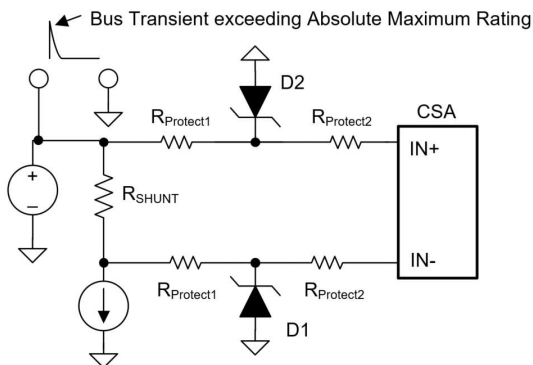 Bus Transient exceeding Absolute Maximum Rating
D2
RProtect1
RProtect2
CSA
IN+
+
–
RSHUNT
IN-
RProtect1
RProtect2
D1